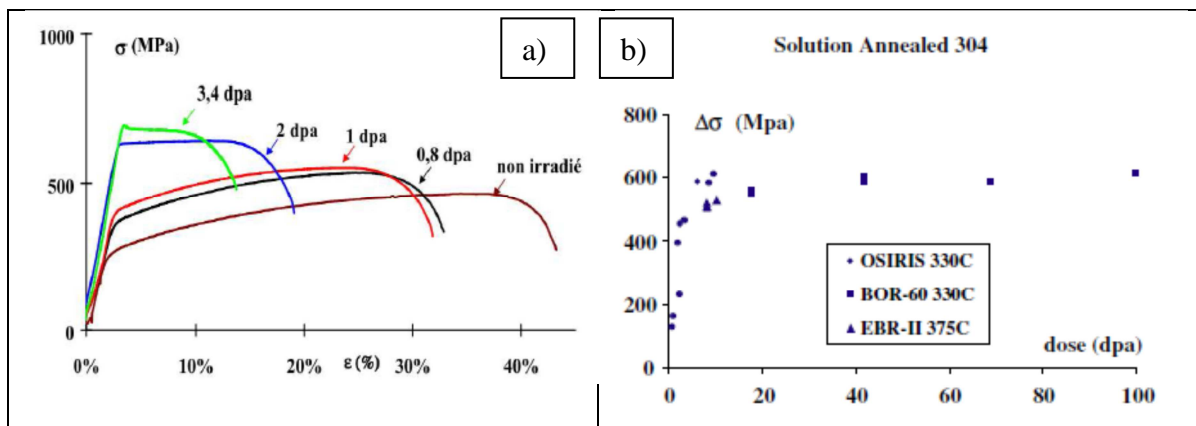 a)
σ (MPa)
1000
500
0
3,4 dpa
2 dpa
1 dpa
0,8 dpa
non irradié
0%
10%
20%
30%
40%
ε(%)
b)
Solution Annealed 304
Δσ (Mpa)
800
600
400
200
0
OSIRIS 330C
BOR-60 330C
EBR-II 375C
dose (dpa)
0
20
40
60
80
100